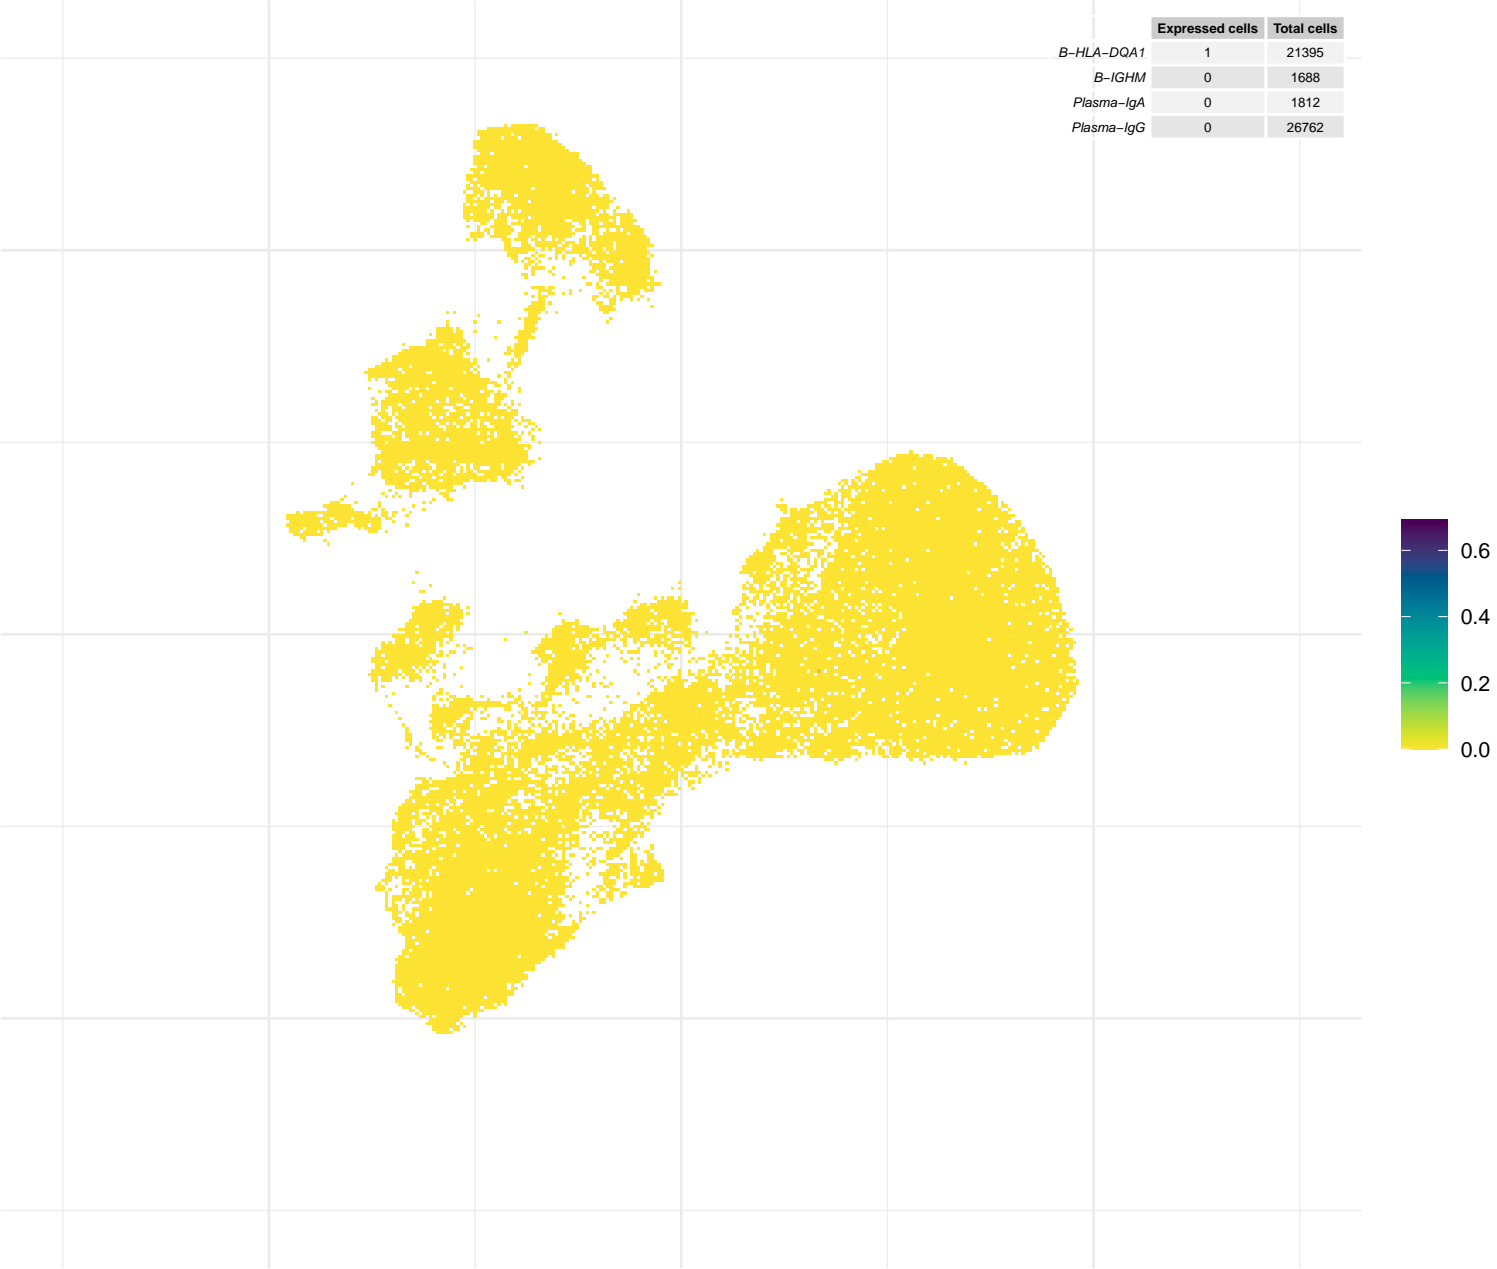 Expressed cells Total cells
B–HLA–DQA1 1 21395
B–IGHM 0 1688
Plasma–IgA 0 1812
Plasma–IgG 0 26762
0.6
0.4
0.2
0.0